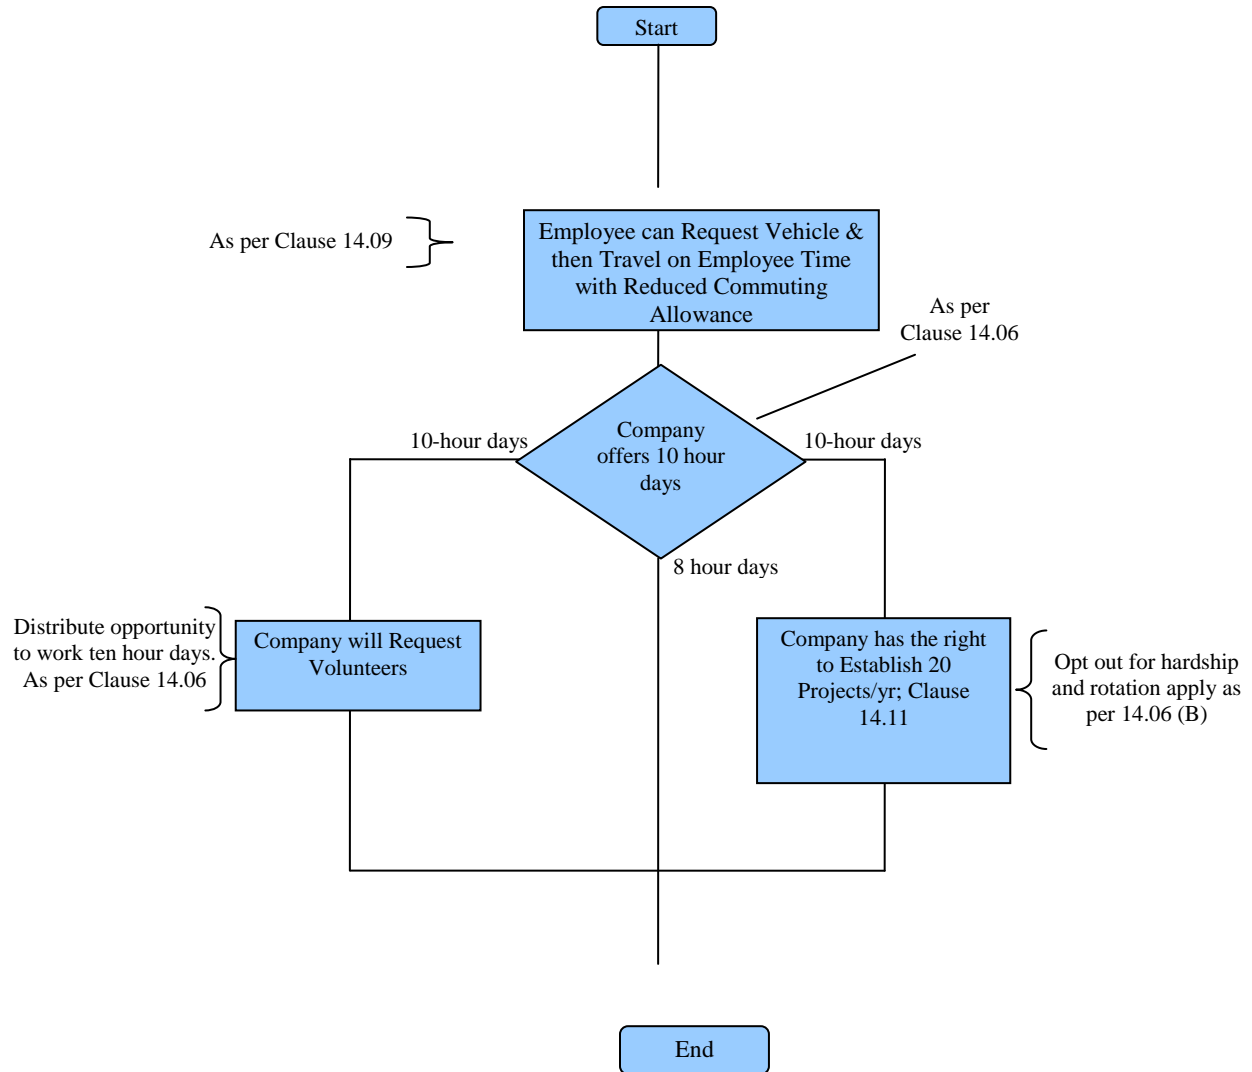 Start
As per Clause 14.09
Employee can Request Vehicle &
then Travel on Employee Time
with Reduced Commuting
Allowance
As per
Clause 14.06
10-hour days
Company
offers 10 hour
days
10-hour days
8 hour days
Distribute opportunity
to work ten hour days.
As per Clause 14.06
Company will Request
Volunteers
Company has the right
to Establish 20
Projects/yr; Clause
14.11
Opt out for hardship
and rotation apply as
per 14.06 (B)
End